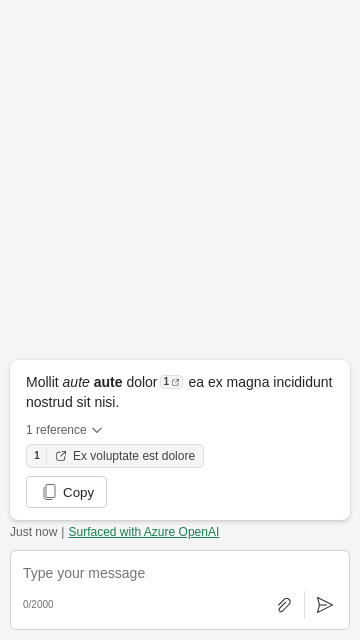 Mollit aute aute dolor 1 ea ex magna incididunt
nostrud sit nisi.
1 reference
1 Ex voluptate est dolore
Copy
Just now | Surfaced with Azure OpenAI
Type your message
0/2000